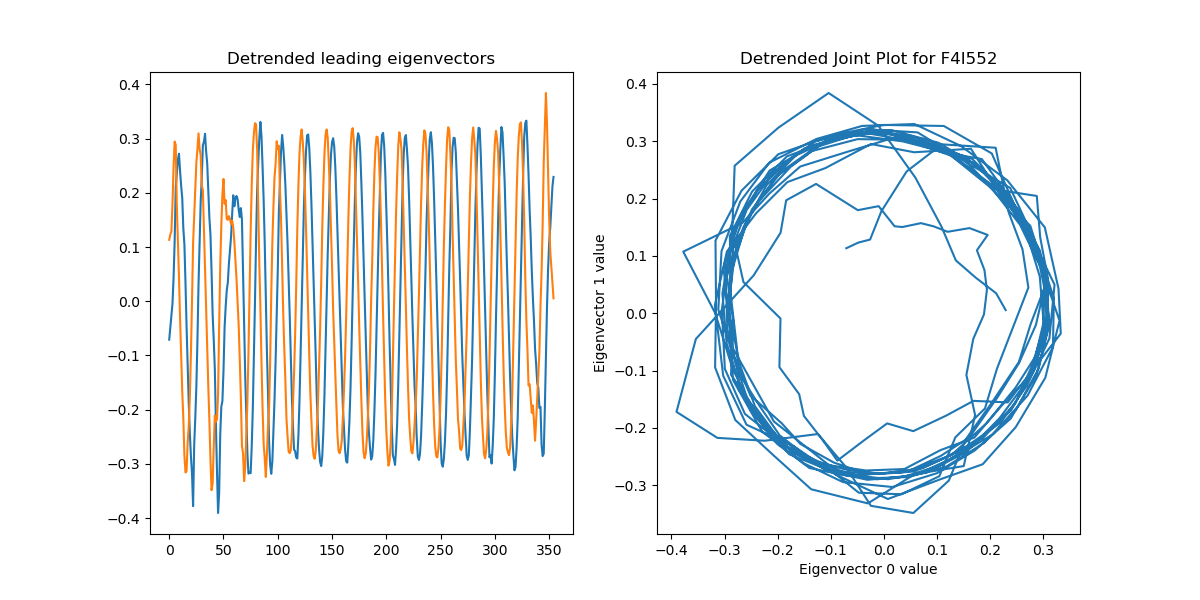 Detrended leading eigenvectors
0.4
0.3
0.2
0.1
0.0
−0.1
−0.2
−0.3
−0.4
0 50 100 150 200 250 300 350
Detrended Joint Plot for F4I552
Eigenvector 1 value
0.4
0.3
0.2
0.1
0.0
−0.1
−0.2
−0.3
−0.4 −0.3 −0.2 −0.1 0.0 0.1 0.2 0.3
Eigenvector 0 value